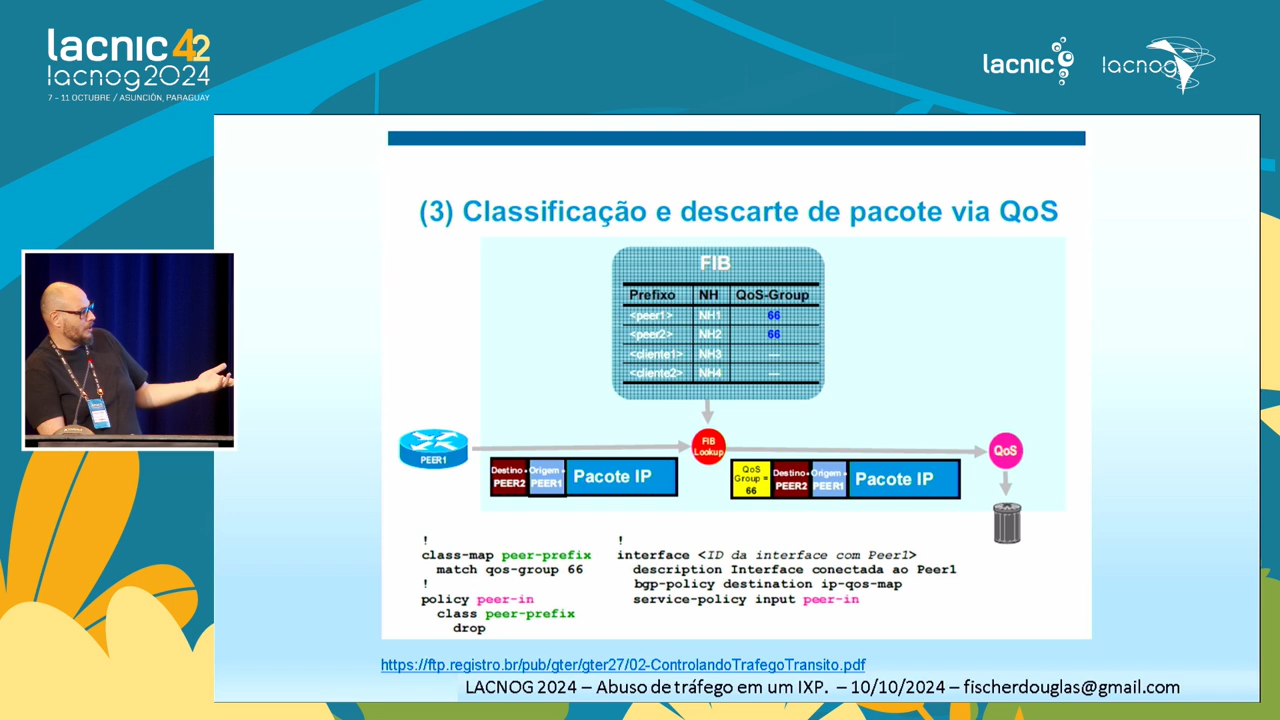 lacnic 42
lacnog2024
7 - 11 OCTUBRE / ASUNCIÓN, PARAGUAY
lacnic
lacnog
(3) Classificação e descarte de pacote via QoS
FIB
Prefixo NH QoS-Group
<peer1> NH1 66
<peer2> NH2 66
<cliente1> NH3 —
<cliente2> NH4 —
PEER1
FIB
Lookup
QoS
Destino=
PEER2
Origem=
PEER1
Pacote IP
QoS
Group =
66
Destino=
PEER2
Origem=
PEER1
Pacote IP
!
class-map peer-prefix
match qos-group 66
!
policy peer-in
class peer-prefix
drop
!
interface <ID da interface com Peer1>
description Interface conectada ao Peer1
bgp-policy destination ip-qos-map
service-policy input peer-in
https://ftp.registro.br/pub/gter/gter27/02-ControlandoTrafegoTransito.pdf
LACNOG 2024 – Abuso de tráfego em um IXP. – 10/10/2024 – fischerdouglas@gmail.com